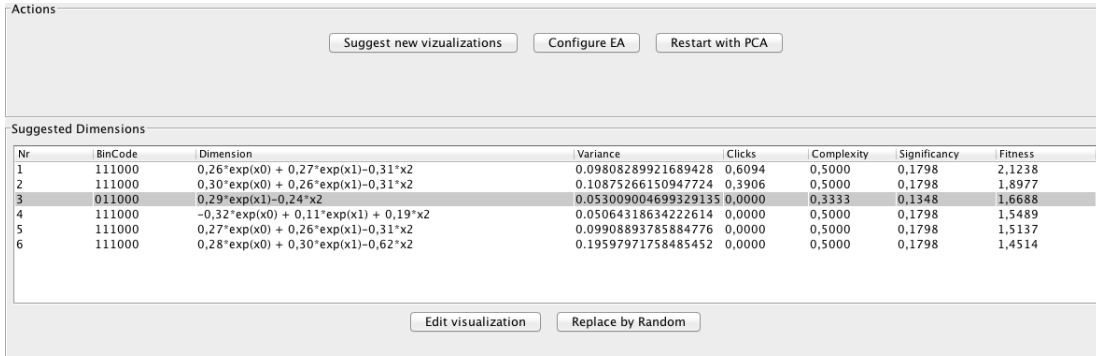 Actions
Suggest new vizualizations Configure EA Restart with PCA
Suggested Dimensions
Nr BinCode Dimension Variance Clicks Complexity Significancy Fitness
1 111000 0,26*exp(x0) + 0,27*exp(x1)-0,31*x2 0.09808289921689428 0,6094 0,5000 0,1798 2,1238
2 111000 0,30*exp(x0) + 0,26*exp(x1)-0,31*x2 0.10875266150947724 0,3906 0,5000 0,1798 1,8977
3 011000 0,29*exp(x1)-0,24*x2 0.053009004699329135 0,0000 0,3333 0,1348 1,6688
4 111000 -0,32*exp(x0) + 0,11*exp(x1) + 0,19*x2 0.05064318634222614 0,0000 0,5000 0,1798 1,5489
5 111000 0,27*exp(x0) + 0,26*exp(x1)-0,31*x2 0.09908893785884776 0,0000 0,5000 0,1798 1,5137
6 111000 0,28*exp(x0) + 0,30*exp(x1)-0,62*x2 0.19597971758485452 0,0000 0,5000 0,1798 1,4514
Edit visualization Replace by Random